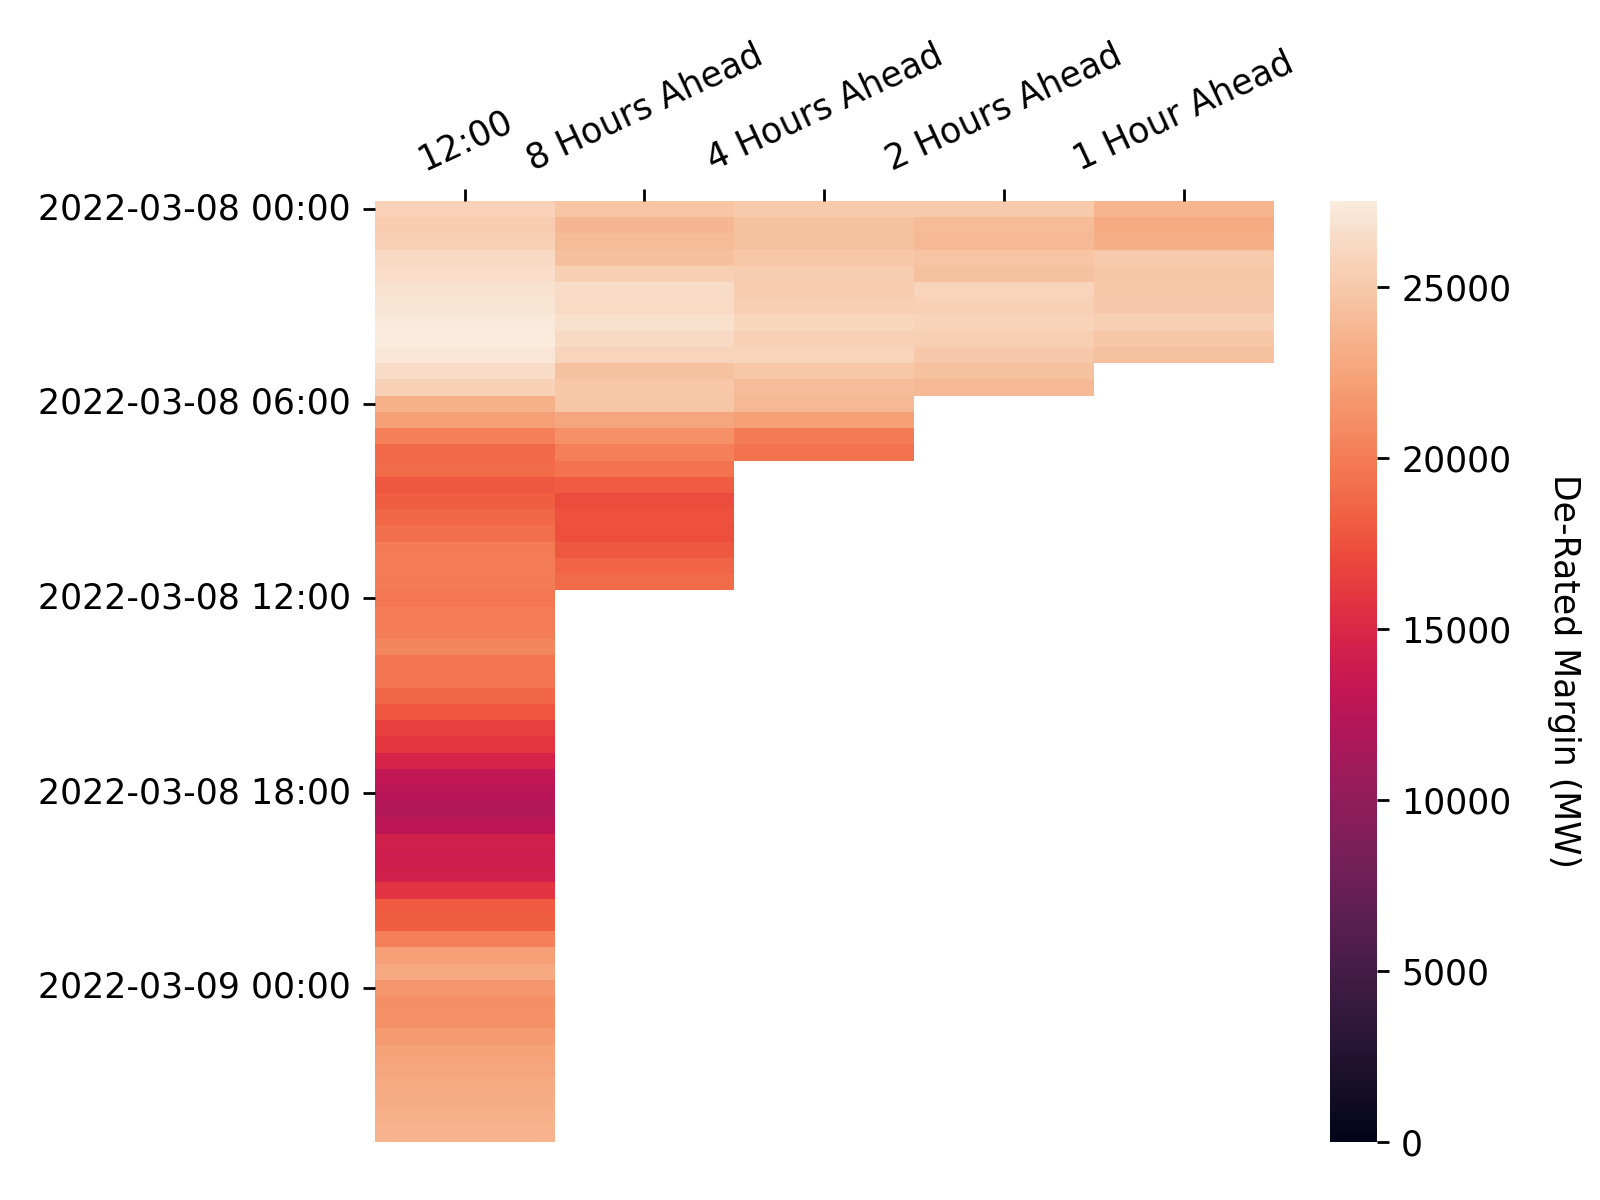 12:00
8 Hours Ahead
4 Hours Ahead
2 Hours Ahead
1 Hour Ahead
2022-03-08 00:00
2022-03-08 06:00
2022-03-08 12:00
2022-03-08 18:00
2022-03-09 00:00
25000
20000
15000
10000
5000
0
De-Rated Margin (MW)